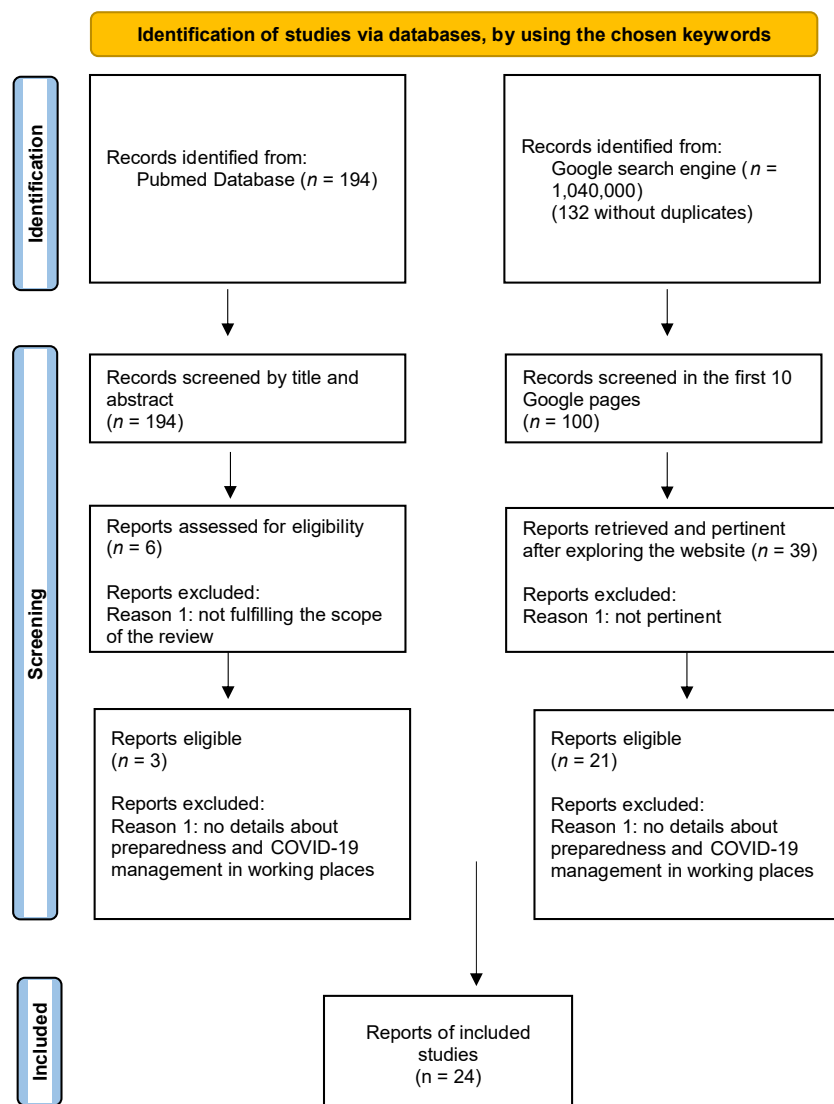 Identification of studies via databases, by using the chosen keywords
Identification
Records identified from:
Pubmed Database (n = 194)
Records identified from:
Google search engine (n =
1,040,000)
(132 without duplicates)
Screening
Records screened by title and
abstract
(n = 194)
Records screened in the first 10
Google pages
(n = 100)
Reports assessed for eligibility
(n = 6)
Reports excluded:
Reason 1: not fulfilling the scope
of the review
Reports retrieved and pertinent
after exploring the website (n = 39)
Reports excluded:
Reason 1: not pertinent
Reports eligible
(n = 3)
Reports excluded:
Reason 1: no details about
preparedness and COVID-19
management in working places
Reports eligible
(n = 21)
Reports excluded:
Reason 1: no details about
preparedness and COVID-19
management in working places
Included
Reports of included
studies
(n = 24)